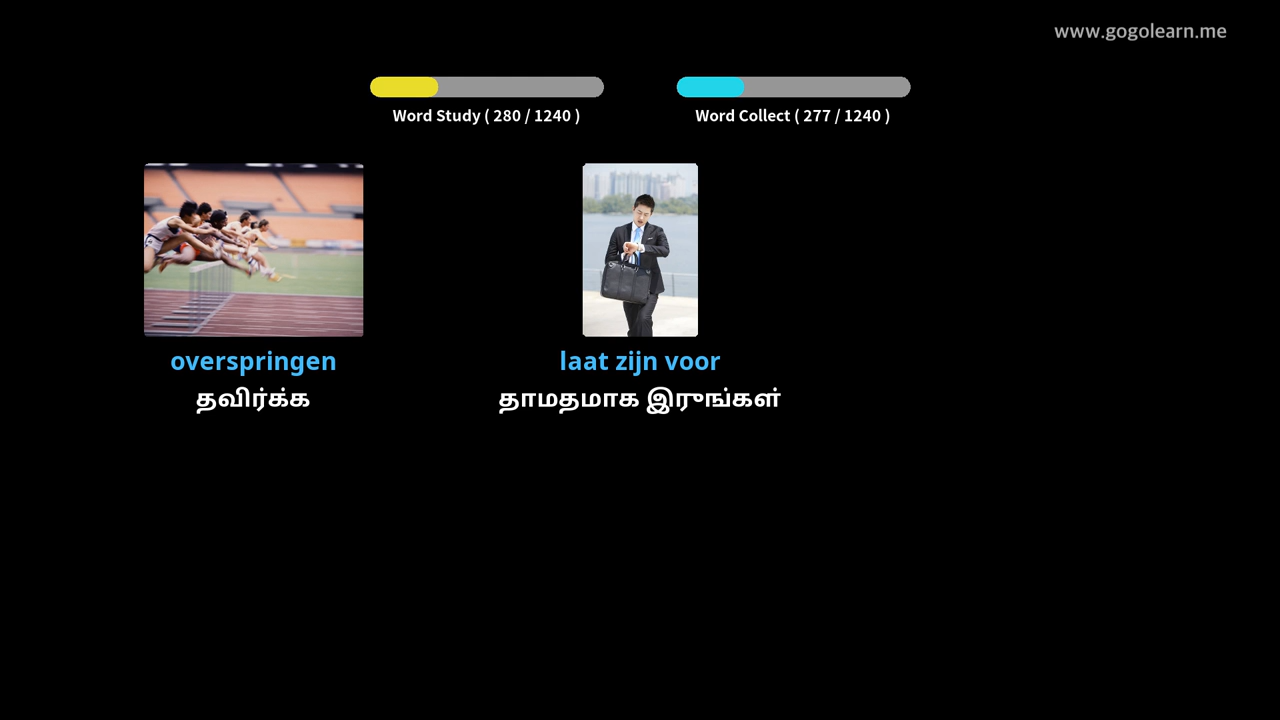 www.gogolearn.me
Word Study ( 280 / 1240 )
Word Collect ( 277 / 1240 )
overspringen
தவிர்க்க
laat zijn voor
தாமதமாக இருங்கள்